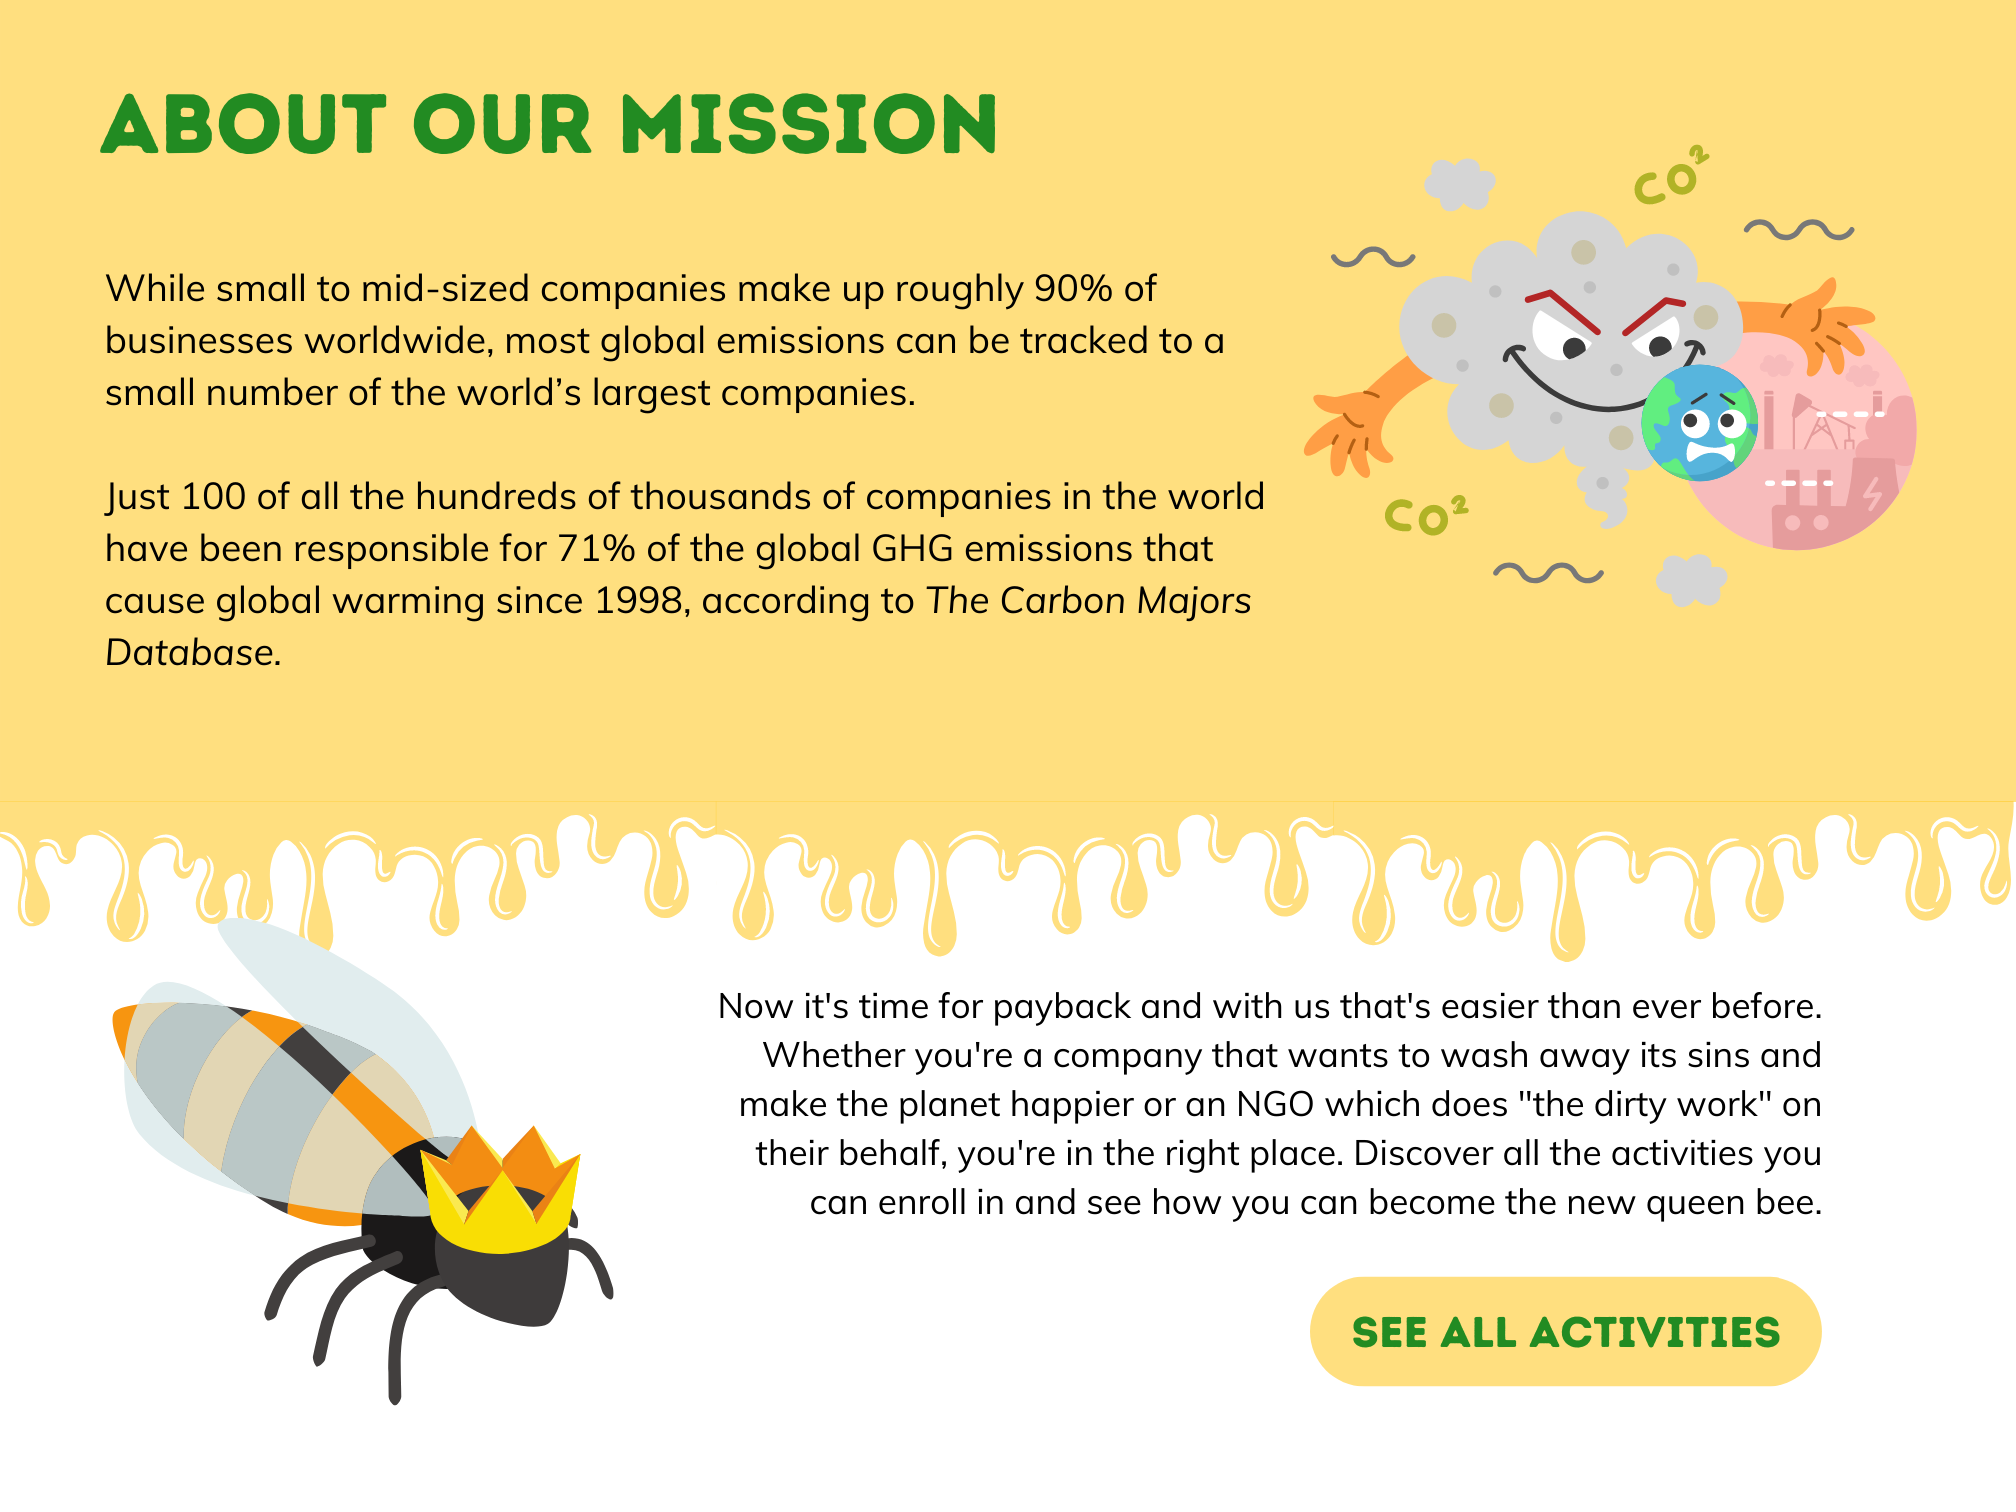 ABOUT OUR MISSION
While small to mid-sized companies make up roughly 90% of
businesses worldwide, most global emissions can be tracked to a
small number of the world’s largest companies.
Just 100 of all the hundreds of thousands of companies in the world
have been responsible for 71% of the global GHG emissions that
cause global warming since 1998, according to The Carbon Majors
Database.
CO²
CO²
Now it's time for payback and with us that's easier than ever before.
Whether you're a company that wants to wash away its sins and
make the planet happier or an NGO which does "the dirty work" on
their behalf, you're in the right place. Discover all the activities you
can enroll in and see how you can become the new queen bee.
SEE ALL ACTIVITIES